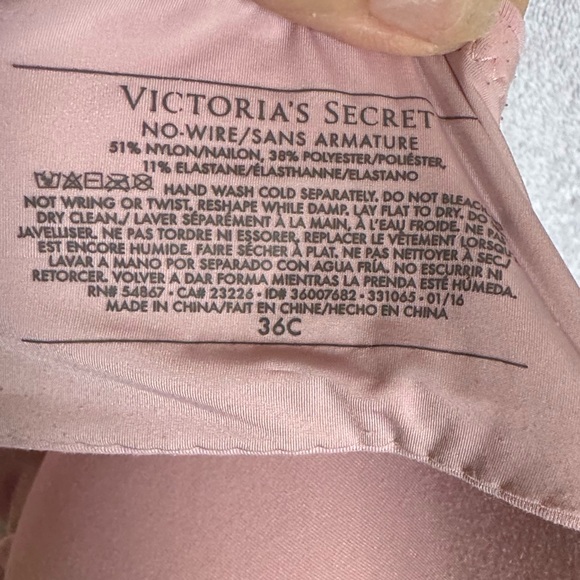 VICTORIA'S SECRET
NO-WIRE/SANS ARMATURE
51% NYLON/NAILON, 38% POLYESTER/POLIÉSTER,
11% ELASTANE/ÉLASTHANNE/ELASTANO
HAND WASH COLD SEPARATELY. DO NOT
NOT WRING OR TWIST, RESHAPE WHILE DAMP. LAY FLAT TO DRY. DO
DRY CLEAN./ LAVER SÉPARÉMENT À LA MAIN, À L'EAU FROIDE. NE PAS
JAVELLISER. NE PAS TORDRE NI ESSORER. REPLACER LE VÊTEMENT
EST ENCORE HUMIDE. FAIRE SÉCHER À PLAT. NE PAS NETTOYER À SEC./
LAVAR A MANO POR SEPARADO CON AGUA FRÍA. NO ESCURRIR NI
RETORCER. VOLVER A DAR FORMA MIENTRAS LA PRENDA ESTÉ HÚMEDA.
RN# 54867 • CA# 23226 • ID# 36007682 • 331065 • 01/16
MADE IN CHINA/FAIT EN CHINE/HECHO EN CHINA
36C